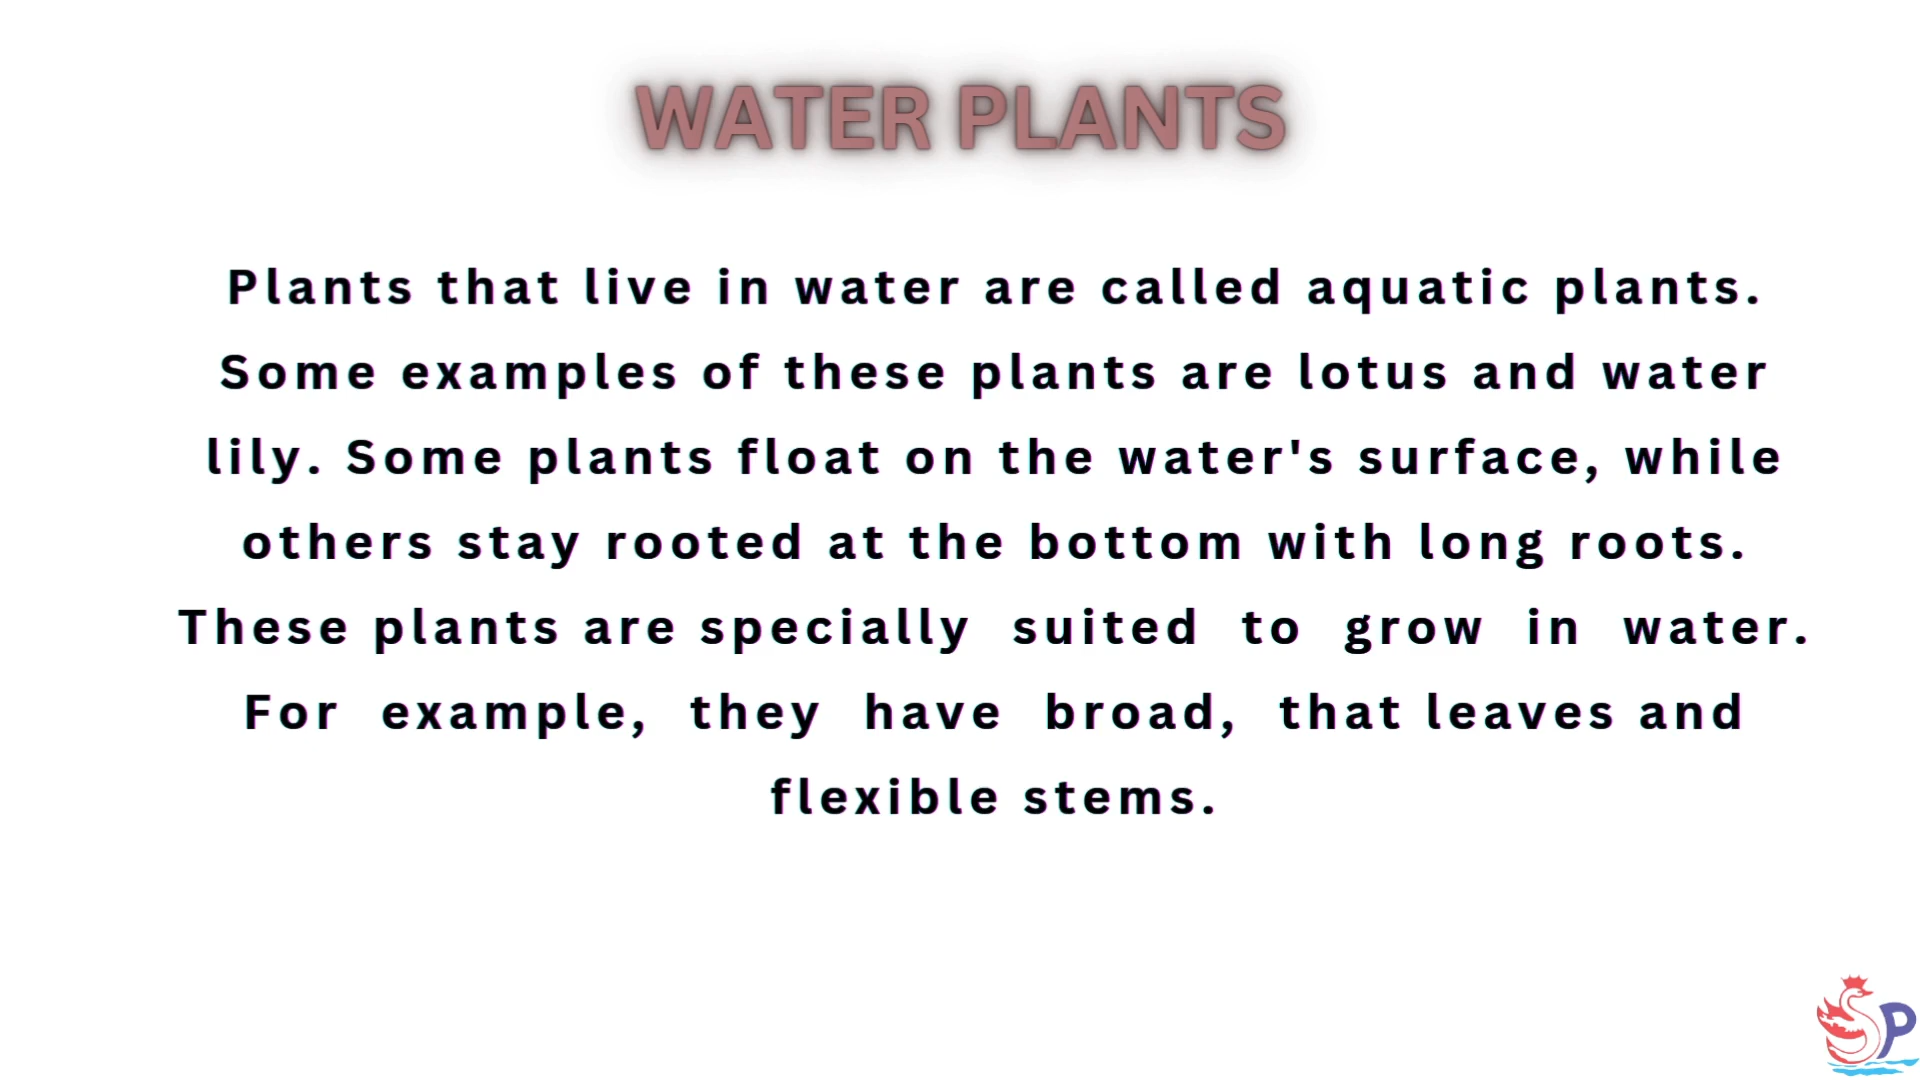 WATER PLANTS
Plants that live in water are called aquatic plants.
Some examples of these plants are lotus and water
lily. Some plants float on the water's surface, while
others stay rooted at the bottom with long roots.
These plants are specially suited to grow in water.
For example, they have broad, that leaves and
flexible stems.
SP